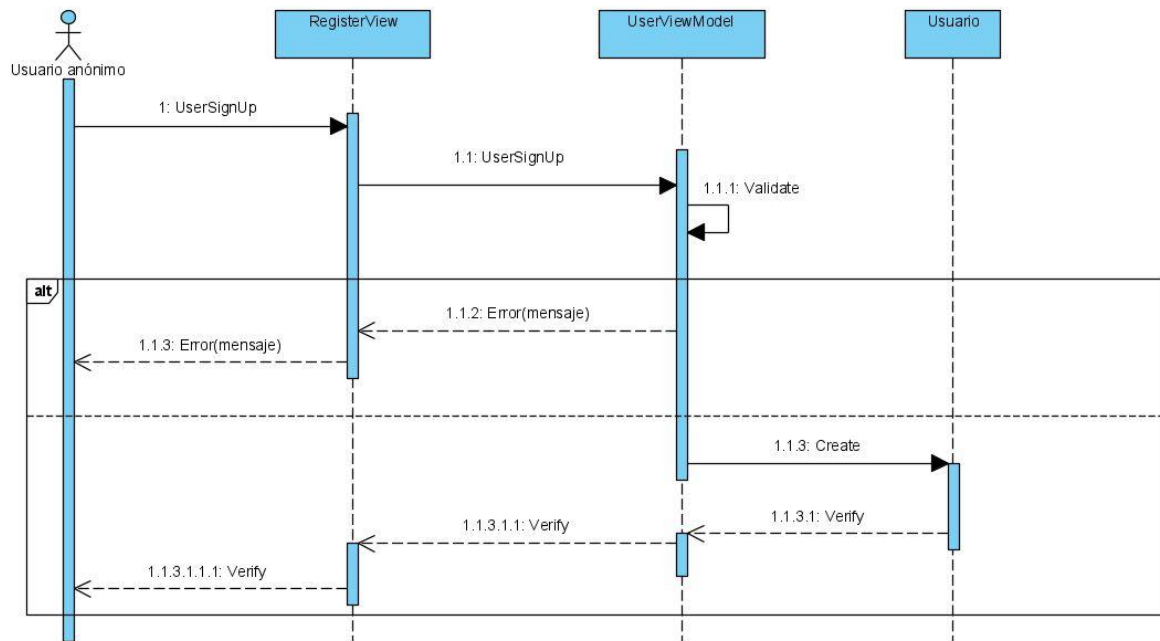 RegisterView
UserViewModel
Usuario
Usuario anónimo
1: UserSignUp
1.1: UserSignUp
1.1.1: Validate
alt
1.1.2: Error(mensaje)
1.1.3: Error(mensaje)
1.1.3: Create
1.1.3.1: Verify
1.1.3.1.1: Verify
1.1.3.1.1.1: Verify